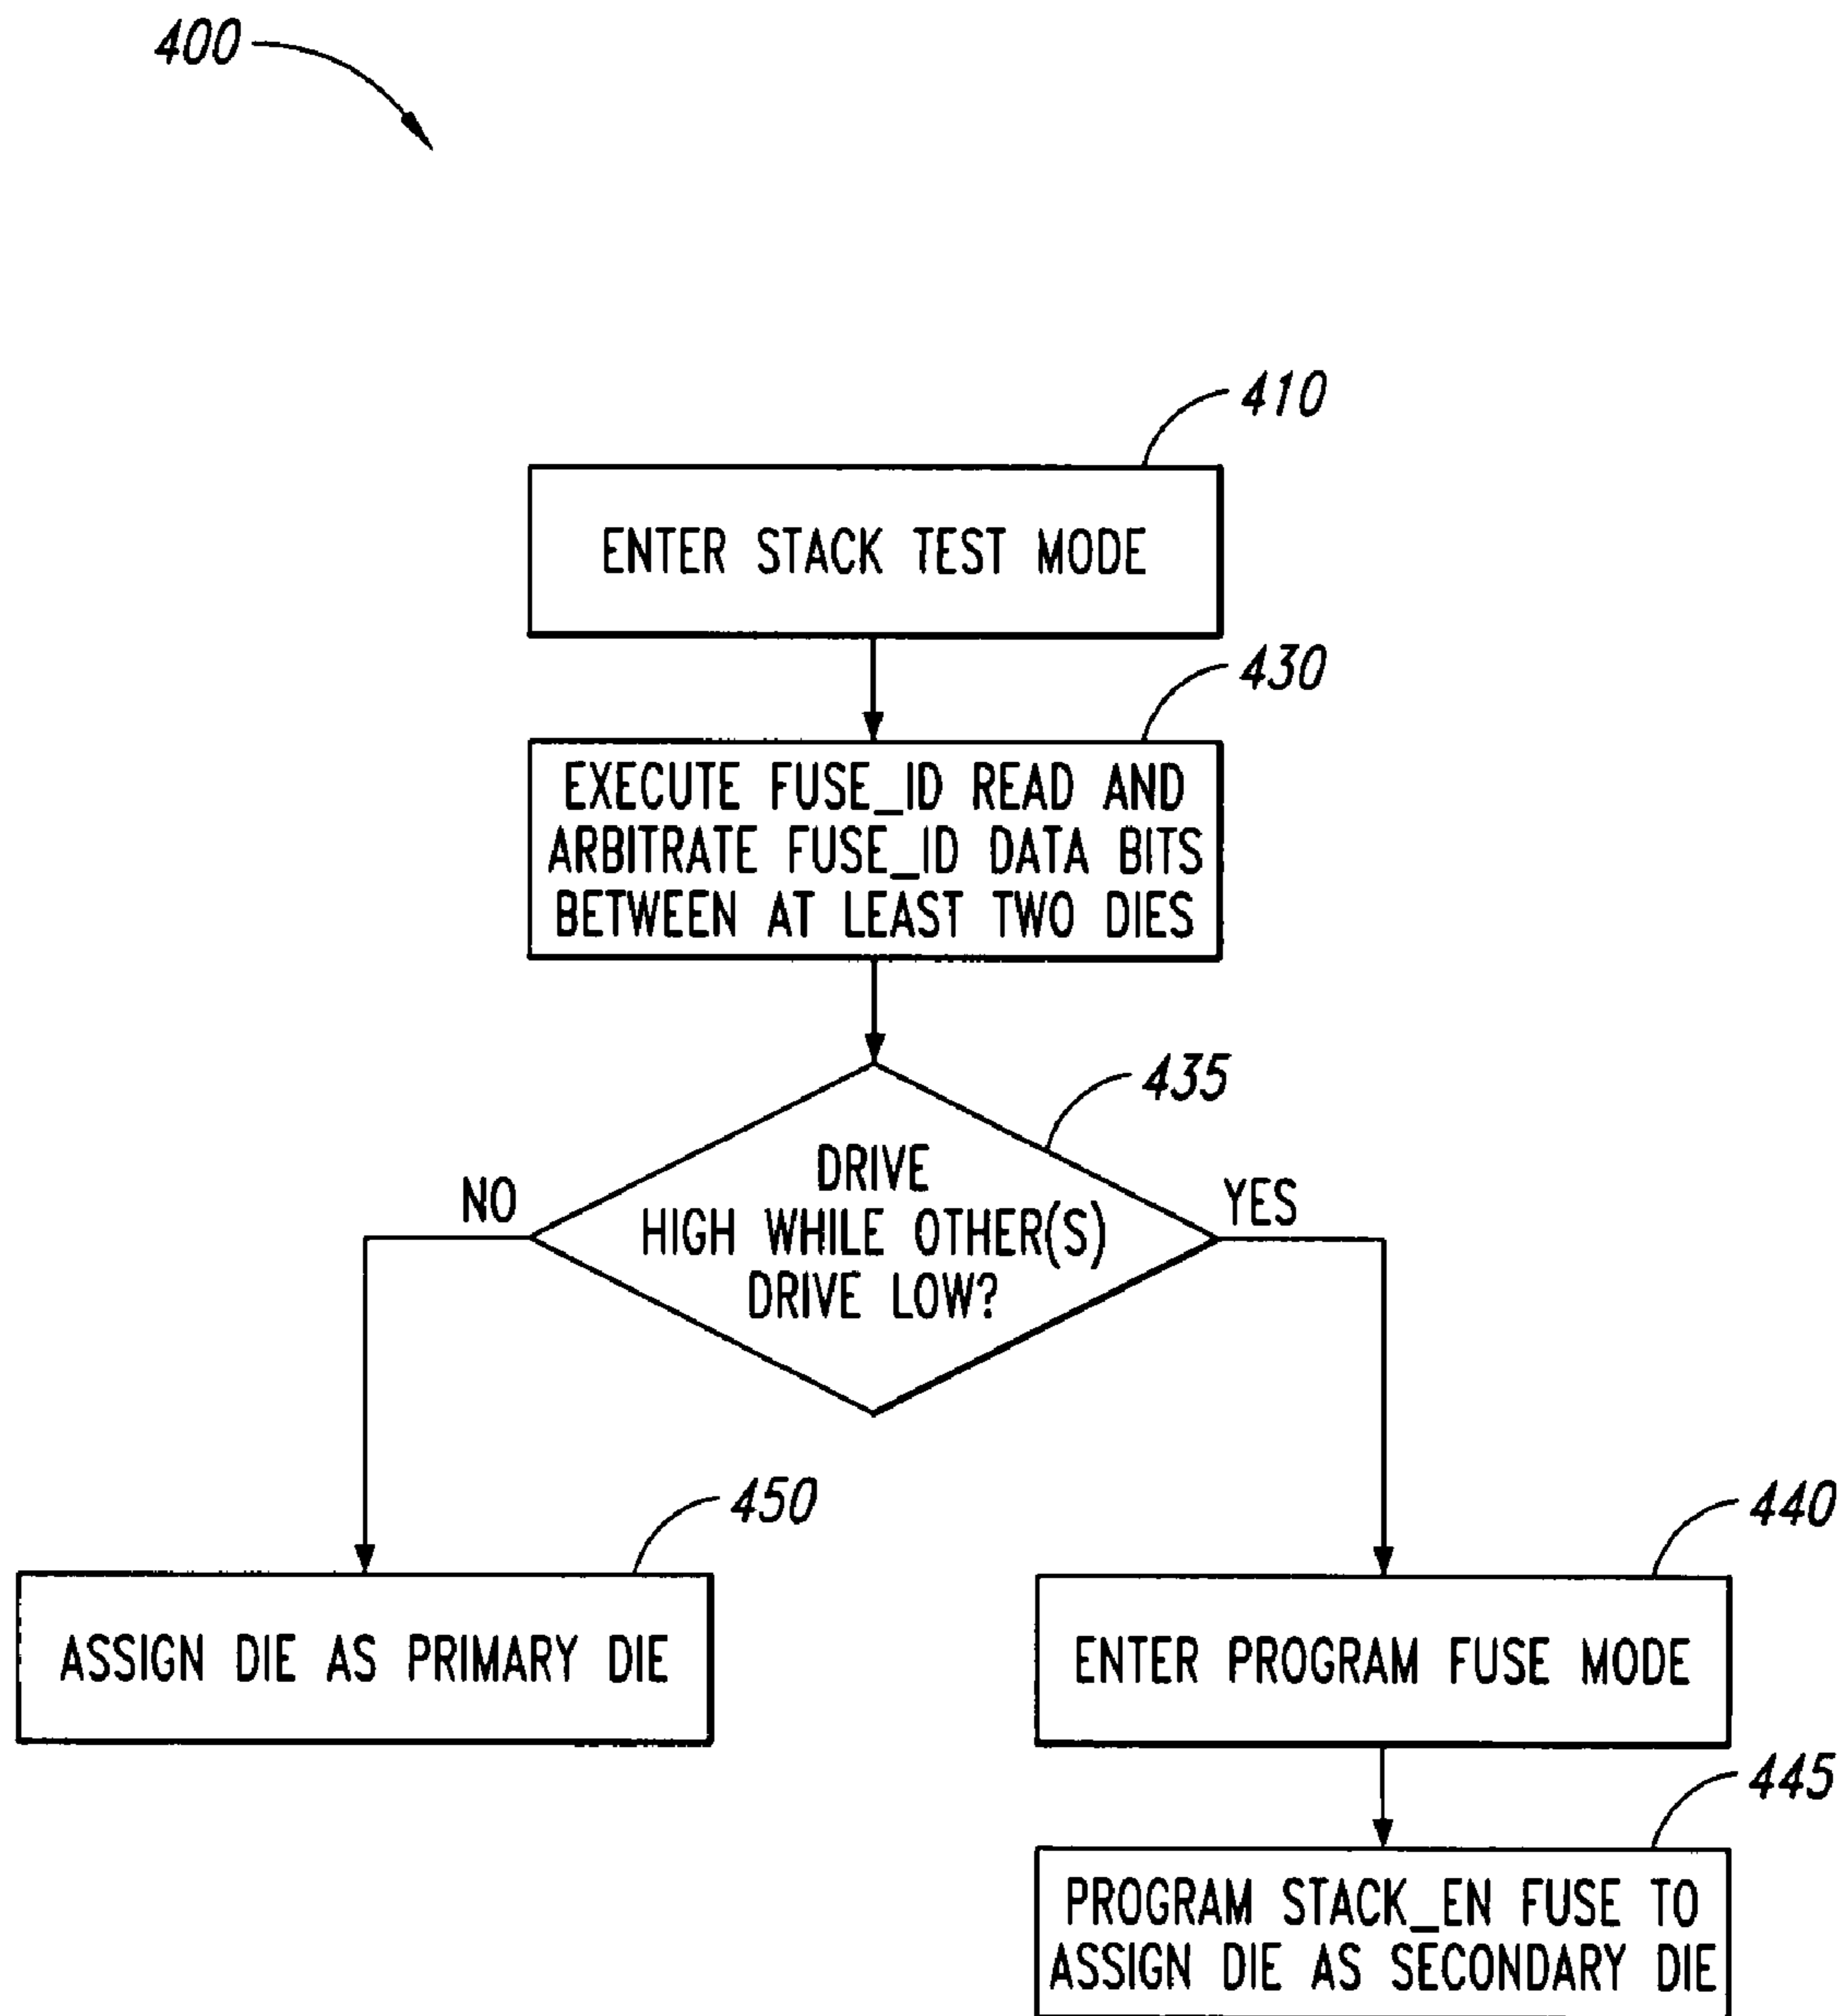 400
410
ENTER STACK TEST MODE
430
EXECUTE FUSE_ID READ AND
ARBITRATE FUSE_ID DATA BITS
BETWEEN AT LEAST TWO DIES
435
DRIVE
HIGH WHILE OTHER(S)
DRIVE LOW?
NO
YES
450
ASSIGN DIE AS PRIMARY DIE
440
ENTER PROGRAM FUSE MODE
445
PROGRAM STACK_EN FUSE TO
ASSIGN DIE AS SECONDARY DIE